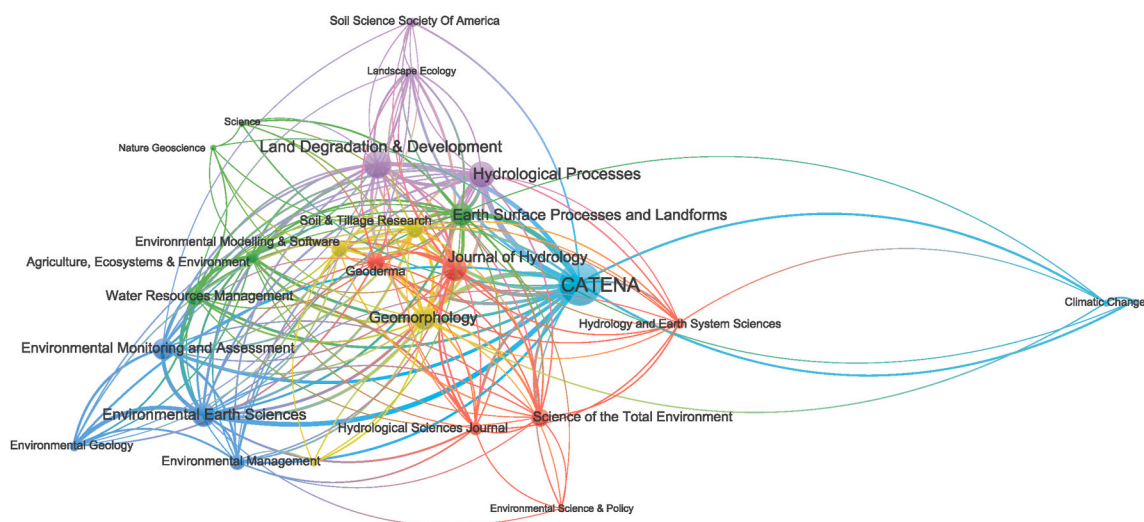 Soil Science Society Of America
Landscape Ecology
Science
Nature Geoscience
Land Degradation & Development
Hydrological Processes
Earth Surface Processes and Landforms
Soil & Tillage Research
Environmental Modelling & Software
Agriculture, Ecosystems & Environment
Journal of Hydrology
Geoderma
CATENA
Water Resources Management
Climatic Change
Geomorphology
Hydrology and Earth System Sciences
Environmental Monitoring and Assessment
Environmental Earth Sciences
Science of the Total Environment
Hydrological Sciences Journal
Environmental Geology
Environmental Management
Environmental Science & Policy